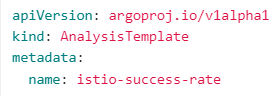 apiVersion: argoproj.io/v1alpha1
kind: AnalysisTemplate
metadata:
  name: istio-success-rate